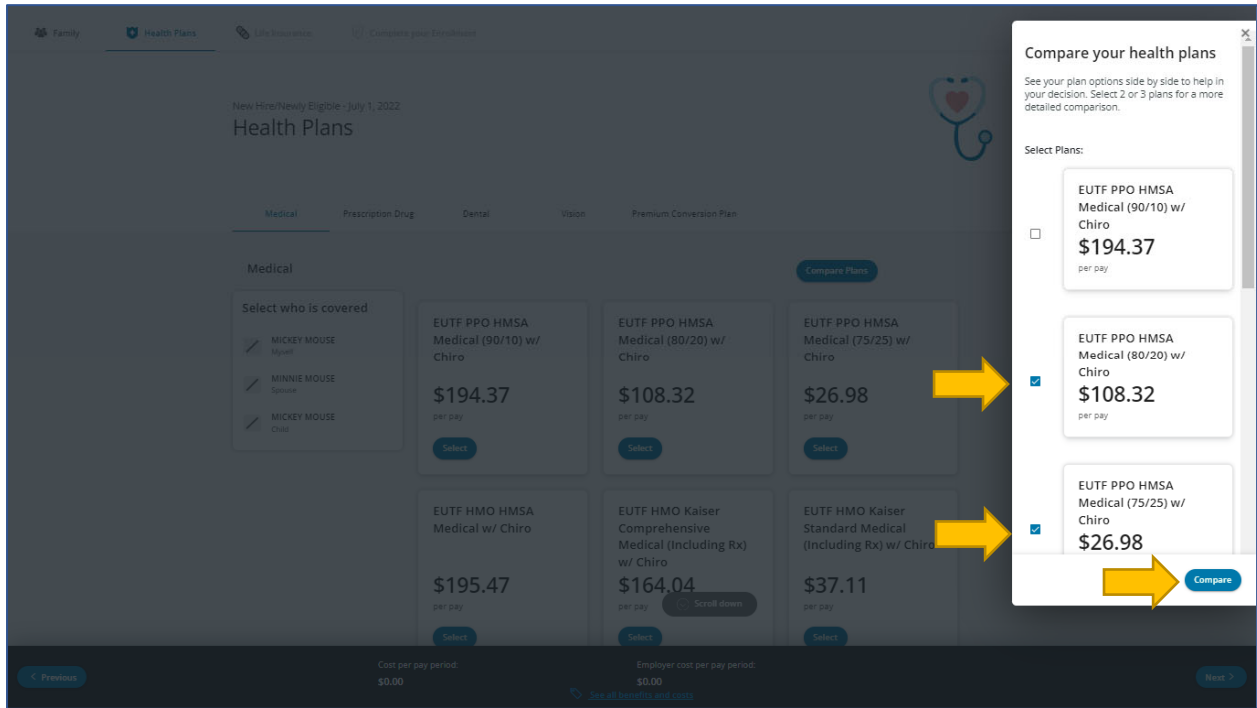 Family
Health Plans
Life Insurance
Complete your Enrollment
New Hire/Newly Eligible - July 1, 2022
Health Plans
Medical
Prescription Drug
Dental
Vision
Premium Conversion Plan
Medical
Compare Plans
Select who is covered
MICKEY MOUSE
Myself
MINNIE MOUSE
Spouse
MICKEY MOUSE
Child
EUTF PPO HMSA
Medical (90/10) w/
Chiro
$194.37
per pay
Select
EUTF PPO HMSA
Medical (80/20) w/
Chiro
$108.32
per pay
Select
EUTF PPO HMSA
Medical (75/25) w/
Chiro
$26.98
per pay
Select
EUTF HMO HMSA
Medical w/ Chiro
$195.47
per pay
Select
EUTF HMO Kaiser
Comprehensive
Medical (Including Rx)
w/ Chiro
$164.04
per pay
Scroll down
Select
EUTF HMO Kaiser
Standard Medical
(Including Rx) w/ Chiro
$37.11
per pay
Select
Previous
Cost per pay period:
$0.00
Employer cost per pay period:
$0.00
See all benefits and costs
Next
Compare your health plans
See your plan options side by side to help in
your decision. Select 2 or 3 plans for a more
detailed comparison.
Select Plans:
EUTF PPO HMSA
Medical (90/10) w/
Chiro
$194.37
per pay
EUTF PPO HMSA
Medical (80/20) w/
Chiro
$108.32
per pay
EUTF PPO HMSA
Medical (75/25) w/
Chiro
$26.98
Compare